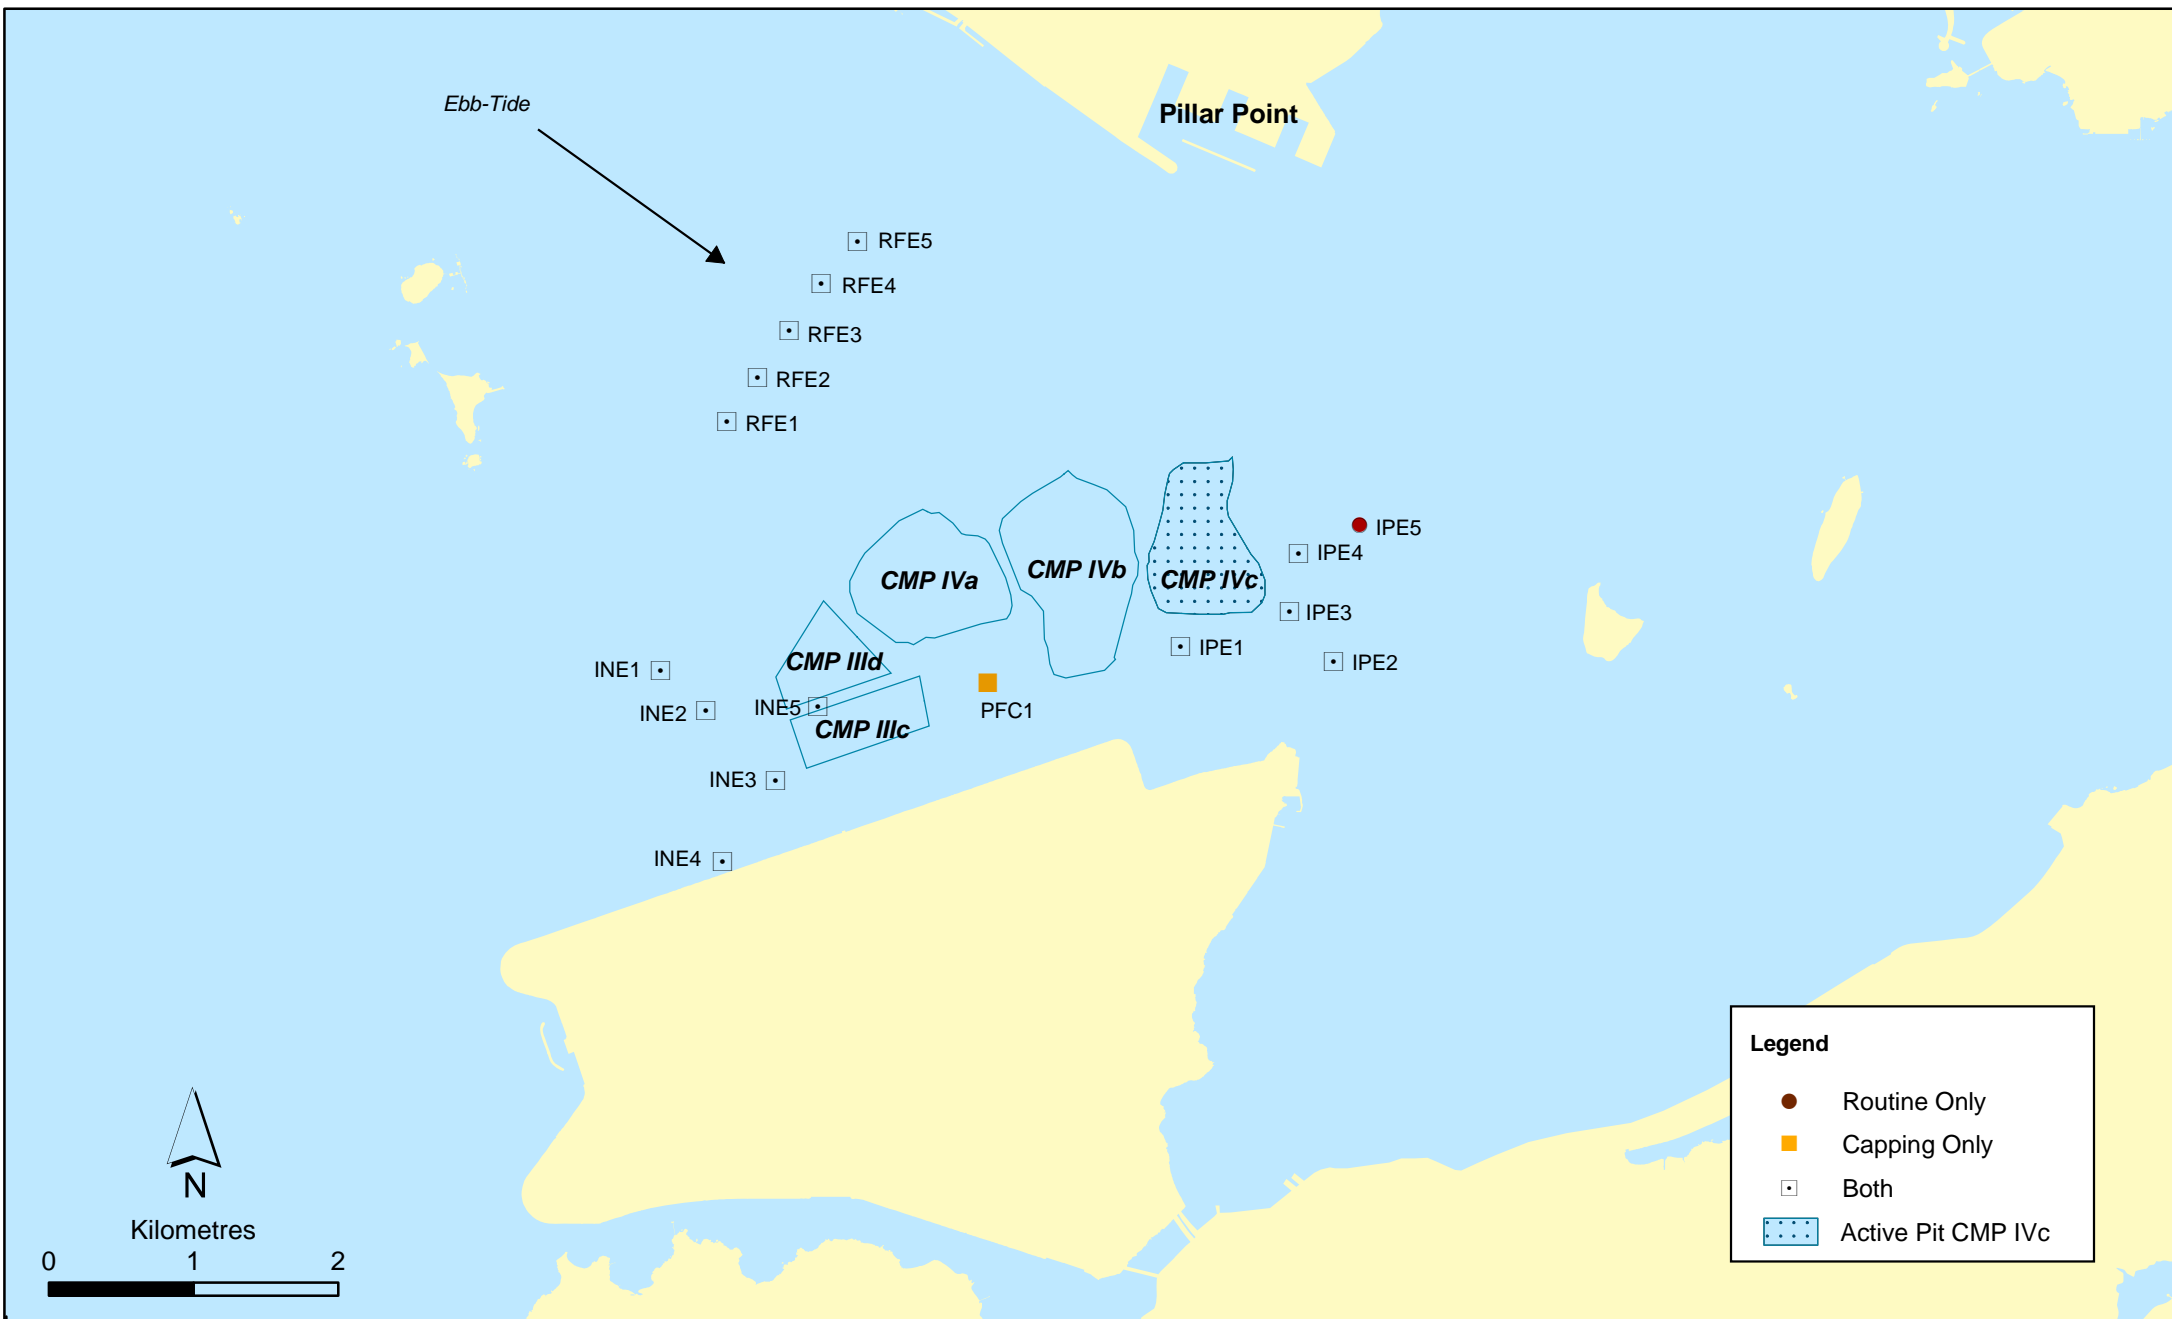 Ebb-Tide
Pillar Point
RFE5
RFE4
RFE3
RFE2
RFE1
IPE5
IPE4
CMP IVb
CMP IVa
CMP IVc
IPE3
IPE1
IPE2
CMP IIId
INE1
INE5
INE2
PFC1
CMP IIIc
INE3
INE4
Legend
Routine Only
Capping Only
Both
Active Pit CMP IVc
N
Kilometres
0 1 2